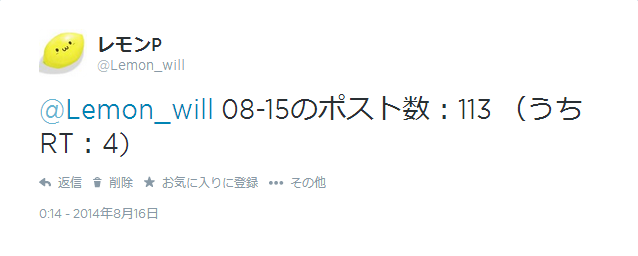 レモンP
@Lemon_will
@Lemon_will 08-15のポスト数：113 （うち
RT：4）
返信 削除 お気に入りに登録 その他
0:14 - 2014年8月16日